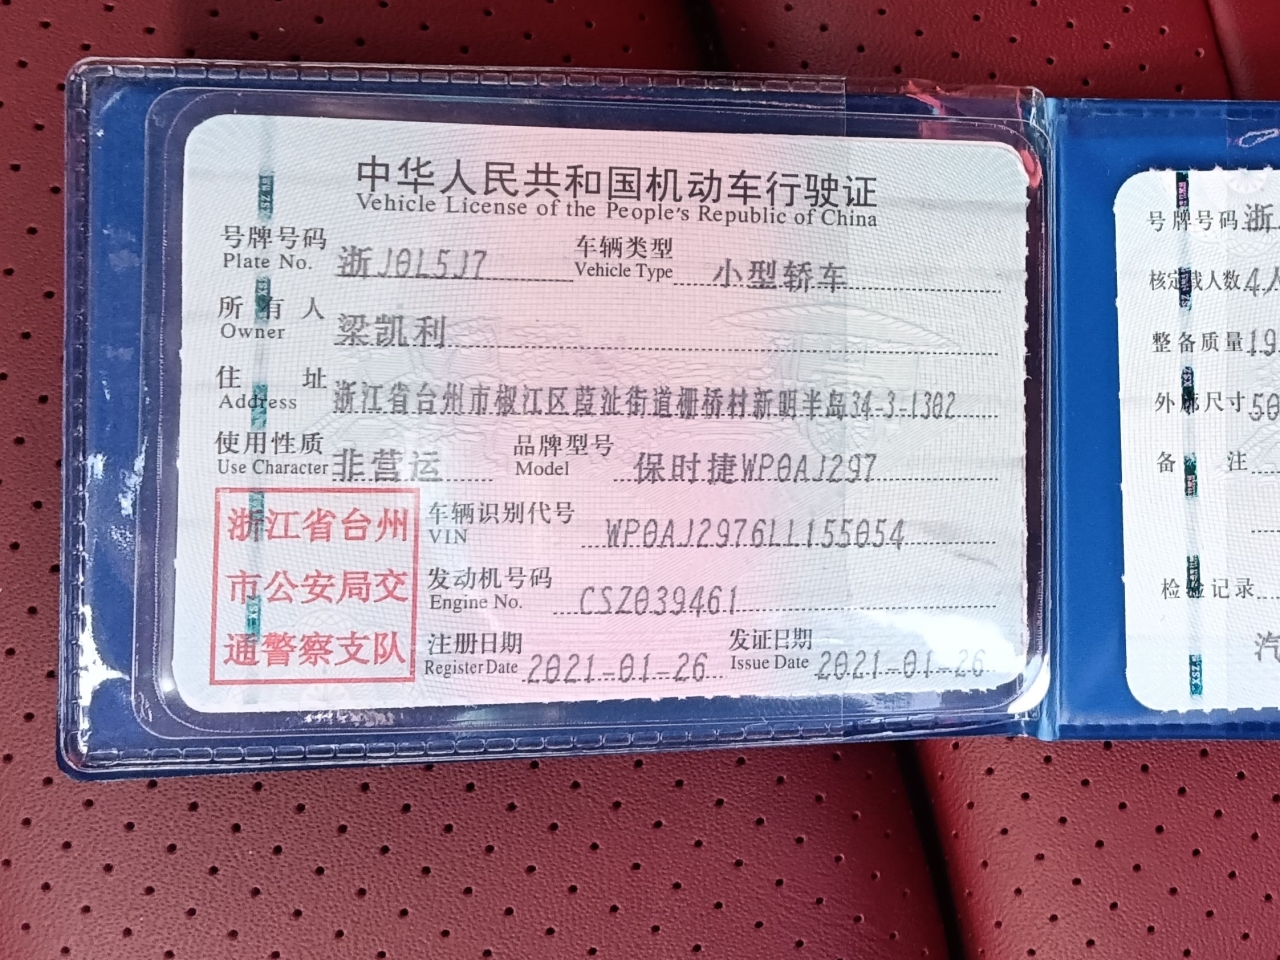 中华人民共和国机动车行驶证
Vehicle License of the People's Republic of China
号牌号码 浙J0L5J7 车辆类型 小型轿车
Plate No. Vehicle Type
所有人 梁凯利
Owner
住址 浙江省台州市椒江区葭沚街道栅桥村新明半岛34-3-1302
Address
使用性质 非营运 品牌型号 保时捷WP0AJ297
Use Character Model
浙江省台州
市公安局交
通警察支队
车辆识别代号 WP0AJ2976LL155054
VIN
发动机号码 CSZ039461
Engine No.
注册日期 2021-01-26 发证日期 2021-01-26
Register Date Issue Date
号牌号码 浙
核定载人数 4人
整备质量 19
外廓尺寸 50
备注
检验记录
汽